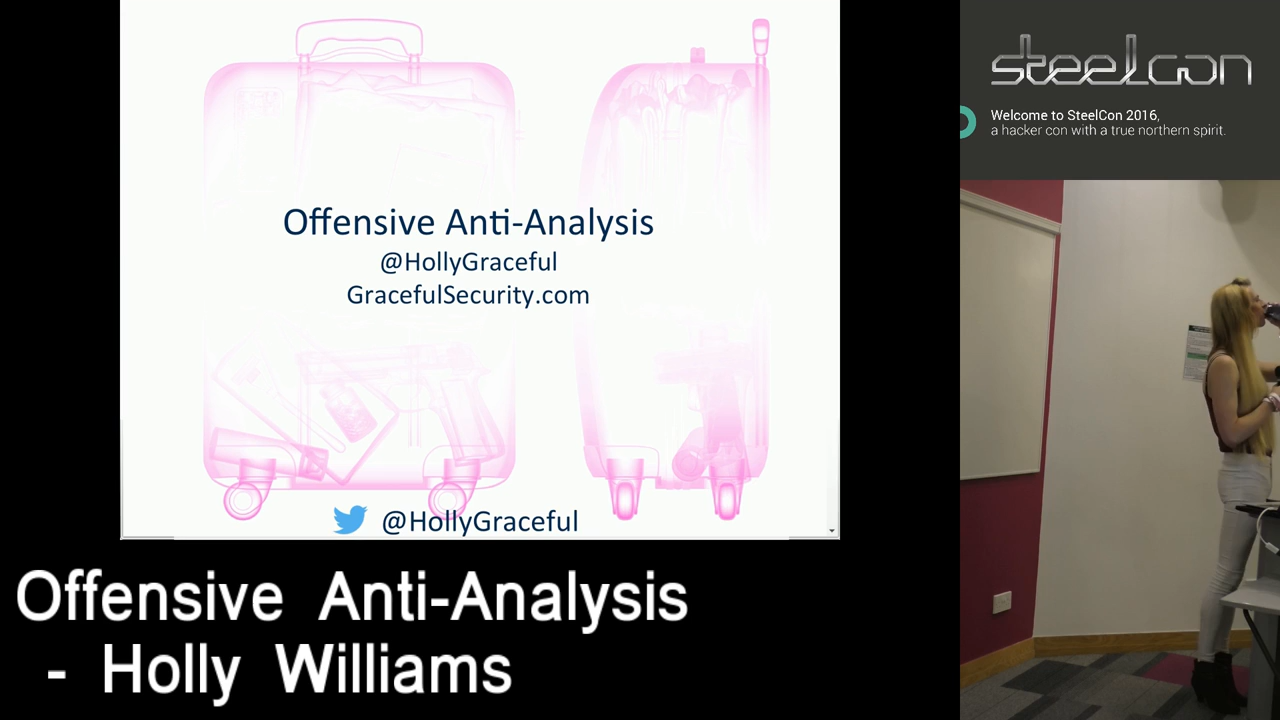 Offensive Anti-Analysis
@HollyGraceful
GracefulSecurity.com
@HollyGraceful
Offensive Anti-Analysis
- Holly Williams
steelcon
Welcome to SteelCon 2016,
a hacker con with a true northern spirit.